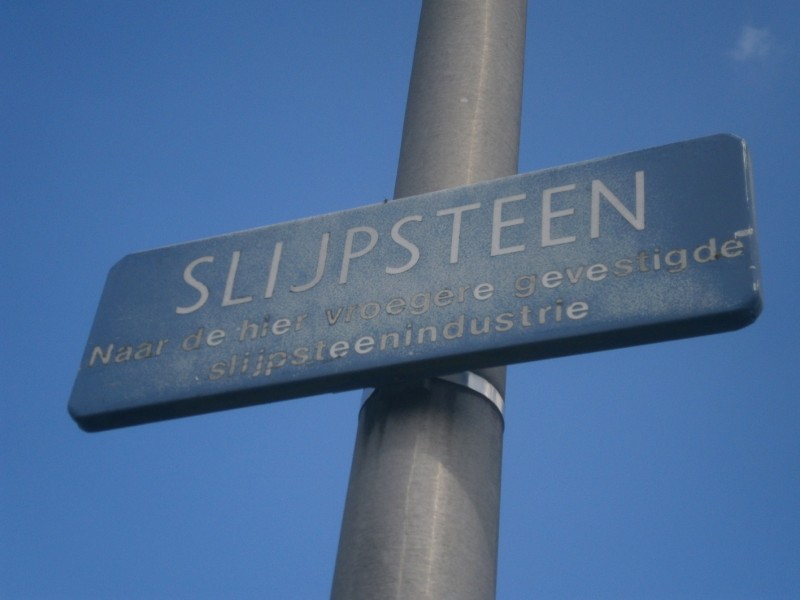 SLIJPSTEEN
Naar de hier vroegere gevestigde
slijpsteenindustrie